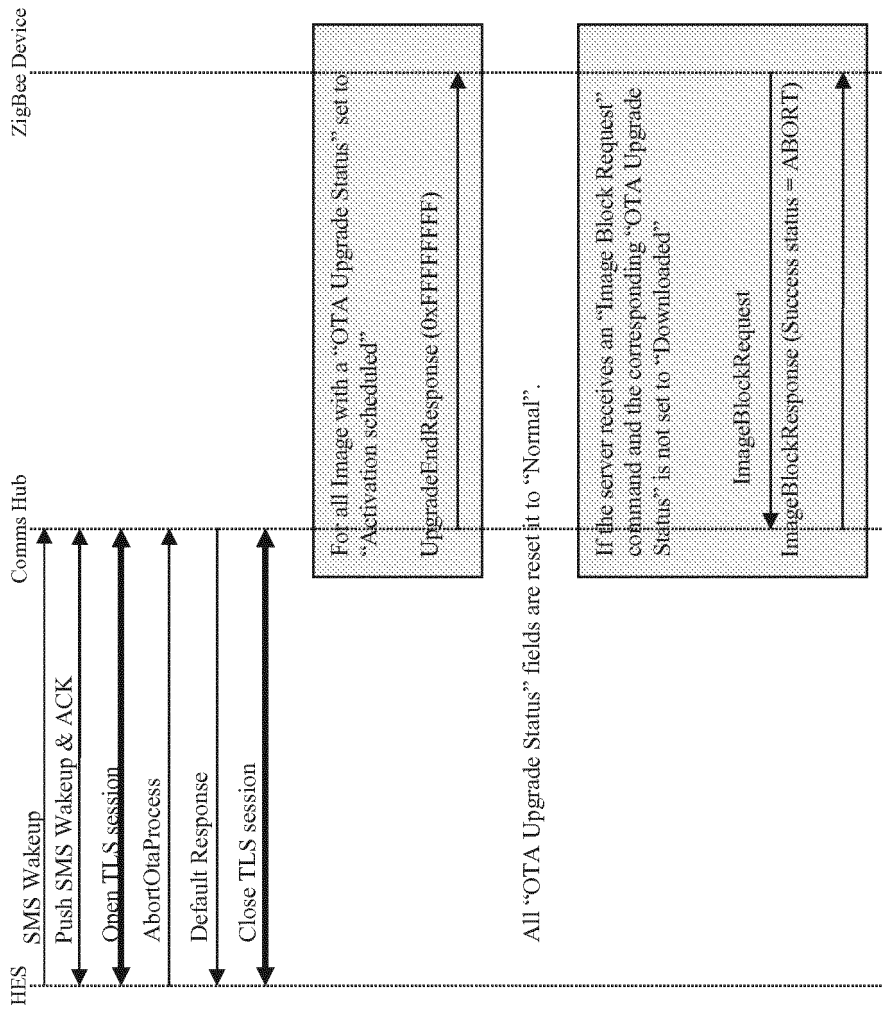 HES
Comms Hub
ZigBee Device
SMS Wakeup
Push SMS Wakeup & ACK
Open TLS session
AbortOtaProcess
Default Response
Close TLS session
For all Image with a “OTA Upgrade Status” set to
“Activation scheduled”
UpgradeEndResponse (0xFFFFFFFF)
All “OTA Upgrade Status” fields are reset it to “Normal”.
If the server receives an “Image Block Request”
command and the corresponding “OTA Upgrade
Status” is not set to “Downloaded”
ImageBlockRequest
ImageBlockResponse (Success status = ABORT)